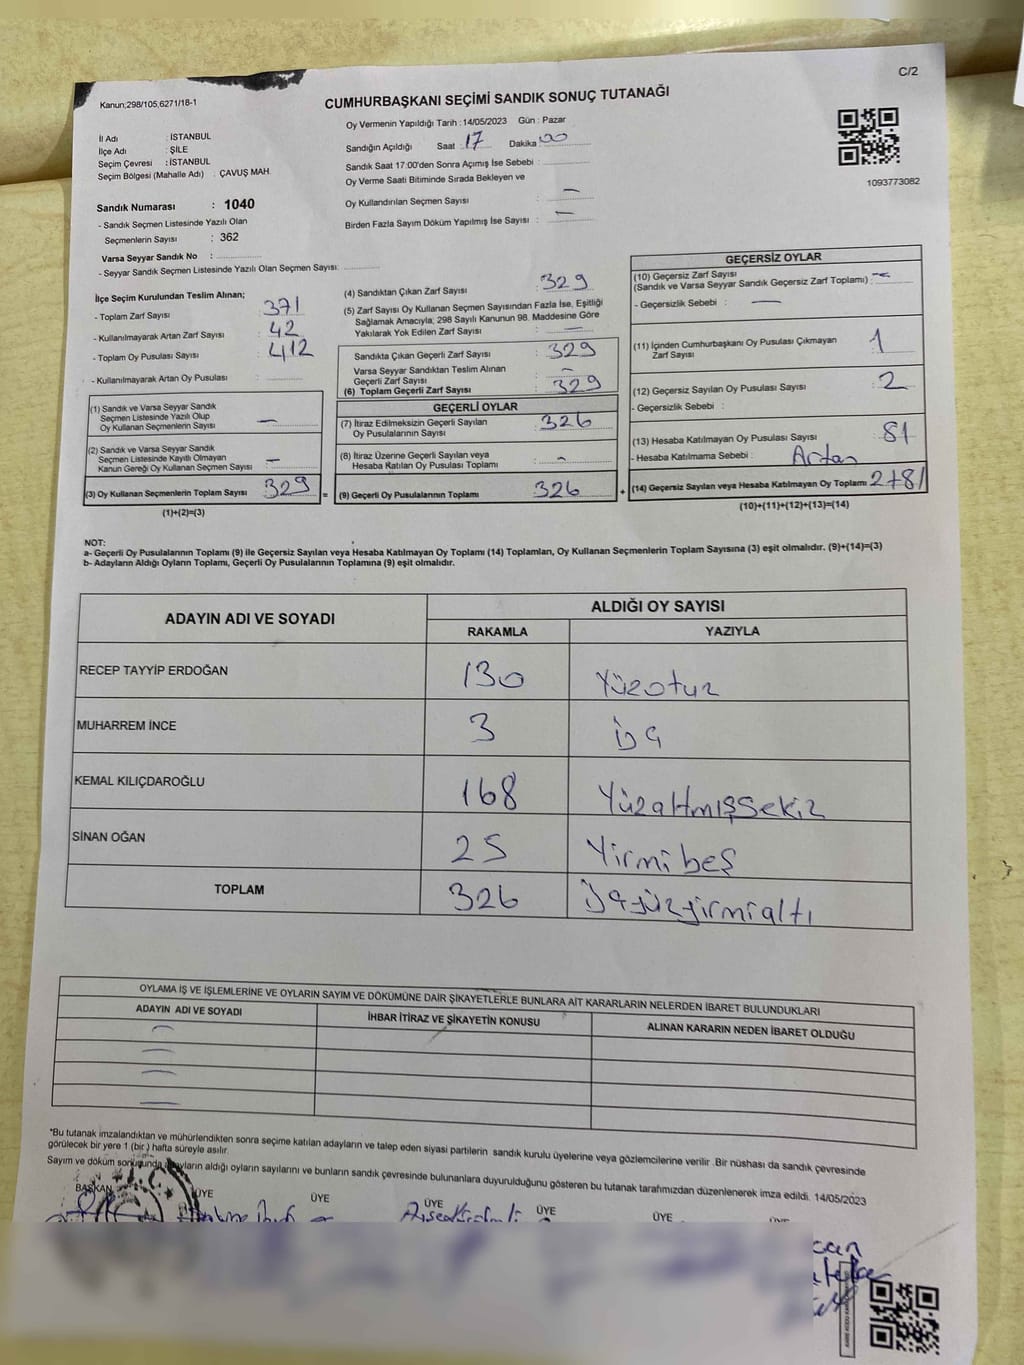 C/2
Kanun;298/105,6271/18-1
CUMHURBAŞKANI SEÇİMİ SANDIK SONUÇ TUTANAĞI
İl Adı : İSTANBUL
İlçe Adı : ŞİLE
Seçim Çevresi : İSTANBUL
Seçim Bölgesi (Mahalle Adı) : ÇAVUŞ MAH.
Sandık Numarası : 1040
- Sandık Seçmen Listesinde Yazılı Olan
Seçmenlerin Sayısı : 362
Varsa Seyyar Sandık No :
- Seyyar Sandık Seçmen Listesinde Yazılı Olan Seçmen Sayısı:
Oy Vermenin Yapıldığı Tarih : 14/05/2023 Gün : Pazar
Sandığın Açıldığı Saat : 17 Dakika : 00
Sandık Saat 17:00'den Sonra Açımış İse Sebebi :
Oy Verme Saati Bitiminde Sırada Bekleyen ve
Oy Kullandırılan Seçmen Sayısı : —
Birden Fazla Sayım Döküm Yapılmış İse Sayısı : —
1093773082
İlçe Seçim Kurulundan Teslim Alınan;
- Toplam Zarf Sayısı : 371
- Kullanılmayarak Artan Zarf Sayısı : 42
- Toplam Oy Pusulası Sayısı : 412
- Kullanılmayarak Artan Oy Pusulası :
(1) Sandık ve Varsa Seyyar Sandık
Seçmen Listesinde Yazılı Olup
Oy Kullanan Seçmenlerin Sayısı : —
(2) Sandık ve Varsa Seyyar Sandık
Seçmen Listesinde Kayıtlı Olmayan
Kanun Gereği Oy Kullanan Seçmen Sayısı : —
(3) Oy Kullanan Seçmenlerin Toplam Sayısı : 329
(1)+(2)=(3)
(4) Sandıktan Çıkan Zarf Sayısı : 329
(5) Zarf Sayısı Oy Kullanan Seçmen Sayısından Fazla İse, Eşitliği
Sağlamak Amacıyla; 298 Sayılı Kanunun 98. Maddesine Göre
Yakılarak Yok Edilen Zarf Sayısı : —
Sandıkta Çıkan Geçerli Zarf Sayısı : 329
Varsa Seyyar Sandıktan Teslim Alınan
Geçerli Zarf Sayısı : —
(6) Toplam Geçerli Zarf Sayısı : 329
GEÇERLİ OYLAR
(7) İtiraz Edilmeksizin Geçerli Sayılan
Oy Pusulalarının Sayısı : 326
(8) İtiraz Üzerine Geçerli Sayılan veya
Hesaba Katılan Oy Pusulası Toplamı : —
= (9) Geçerli Oy Pusulalarının Toplamı : 326
GEÇERSİZ OYLAR
(10) Geçersiz Zarf Sayısı
(Sandık ve Varsa Seyyar Sandık Geçersiz Zarf Toplamı) : —
- Geçersizlik Sebebi : —
(11) İçinden Cumhurbaşkanı Oy Pusulası Çıkmayan
Zarf Sayısı : 1
(12) Geçersiz Sayılan Oy Pusulası Sayısı : 2
- Geçersizlik Sebebi :
(13) Hesaba Katılmayan Oy Pusulası Sayısı : 81
- Hesaba Katılmama Sebebi : Artan
+ (14) Geçersiz Sayılan veya Hesaba Katılmayan Oy Toplamı : 2+81
(10)+(11)+(12)+(13)=(14)
NOT:
a- Geçerli Oy Pusulalarının Toplamı (9) ile Geçersiz Sayılan veya Hesaba Katılmayan Oy Toplamı (14) Toplamları, Oy Kullanan Seçmenlerin Toplam Sayısına (3) eşit olmalıdır. (9)+(14)=(3)
b- Adayların Aldığı Oyların Toplamı, Geçerli Oy Pusulalarının Toplamına (9) eşit olmalıdır.
ADAYIN ADI VE SOYADI
ALDIĞI OY SAYISI
RAKAMLA YAZIYLA
RECEP TAYYİP ERDOĞAN 130 Yüzotuz
MUHARREM İNCE 3 üç
KEMAL KILIÇDAROĞLU 168 Yüzaltmışsekiz
SİNAN OĞAN 25 Yirmibeş
TOPLAM 326 Üçyüzyirmialtı
OYLAMA İŞ VE İŞLEMLERİNE VE OYLARIN SAYIM VE DÖKÜMÜNE DAİR ŞİKAYETLERLE BUNLARA AİT KARARLARIN NELERDEN İBARET BULUNDUKLARI
ADAYIN ADI VE SOYADI İHBAR İTİRAZ VE ŞİKAYETİN KONUSU ALINAN KARARIN NEDEN İBARET OLDUĞU
*Bu tutanak imzalandıktan ve mühürlendikten sonra seçime katılan adayların ve talep eden siyasi partilerin sandık kurulu üyelerine veya gözlemcilerine verilir .Bir nüshası da sandık çevresinde
görülecek bir yere 1 (bir ) hafta süreyle asılır.
Sayım ve döküm sonucunda adayların aldığı oyların sayılarını ve bunların sandık çevresinde bulunanlara duyurulduğunu gösteren bu tutanak tarafımızdan düzenlenerek imza edildi. 14/05/2023
BAŞKAN ÜYE ÜYE ÜYE ÜYE ÜYE